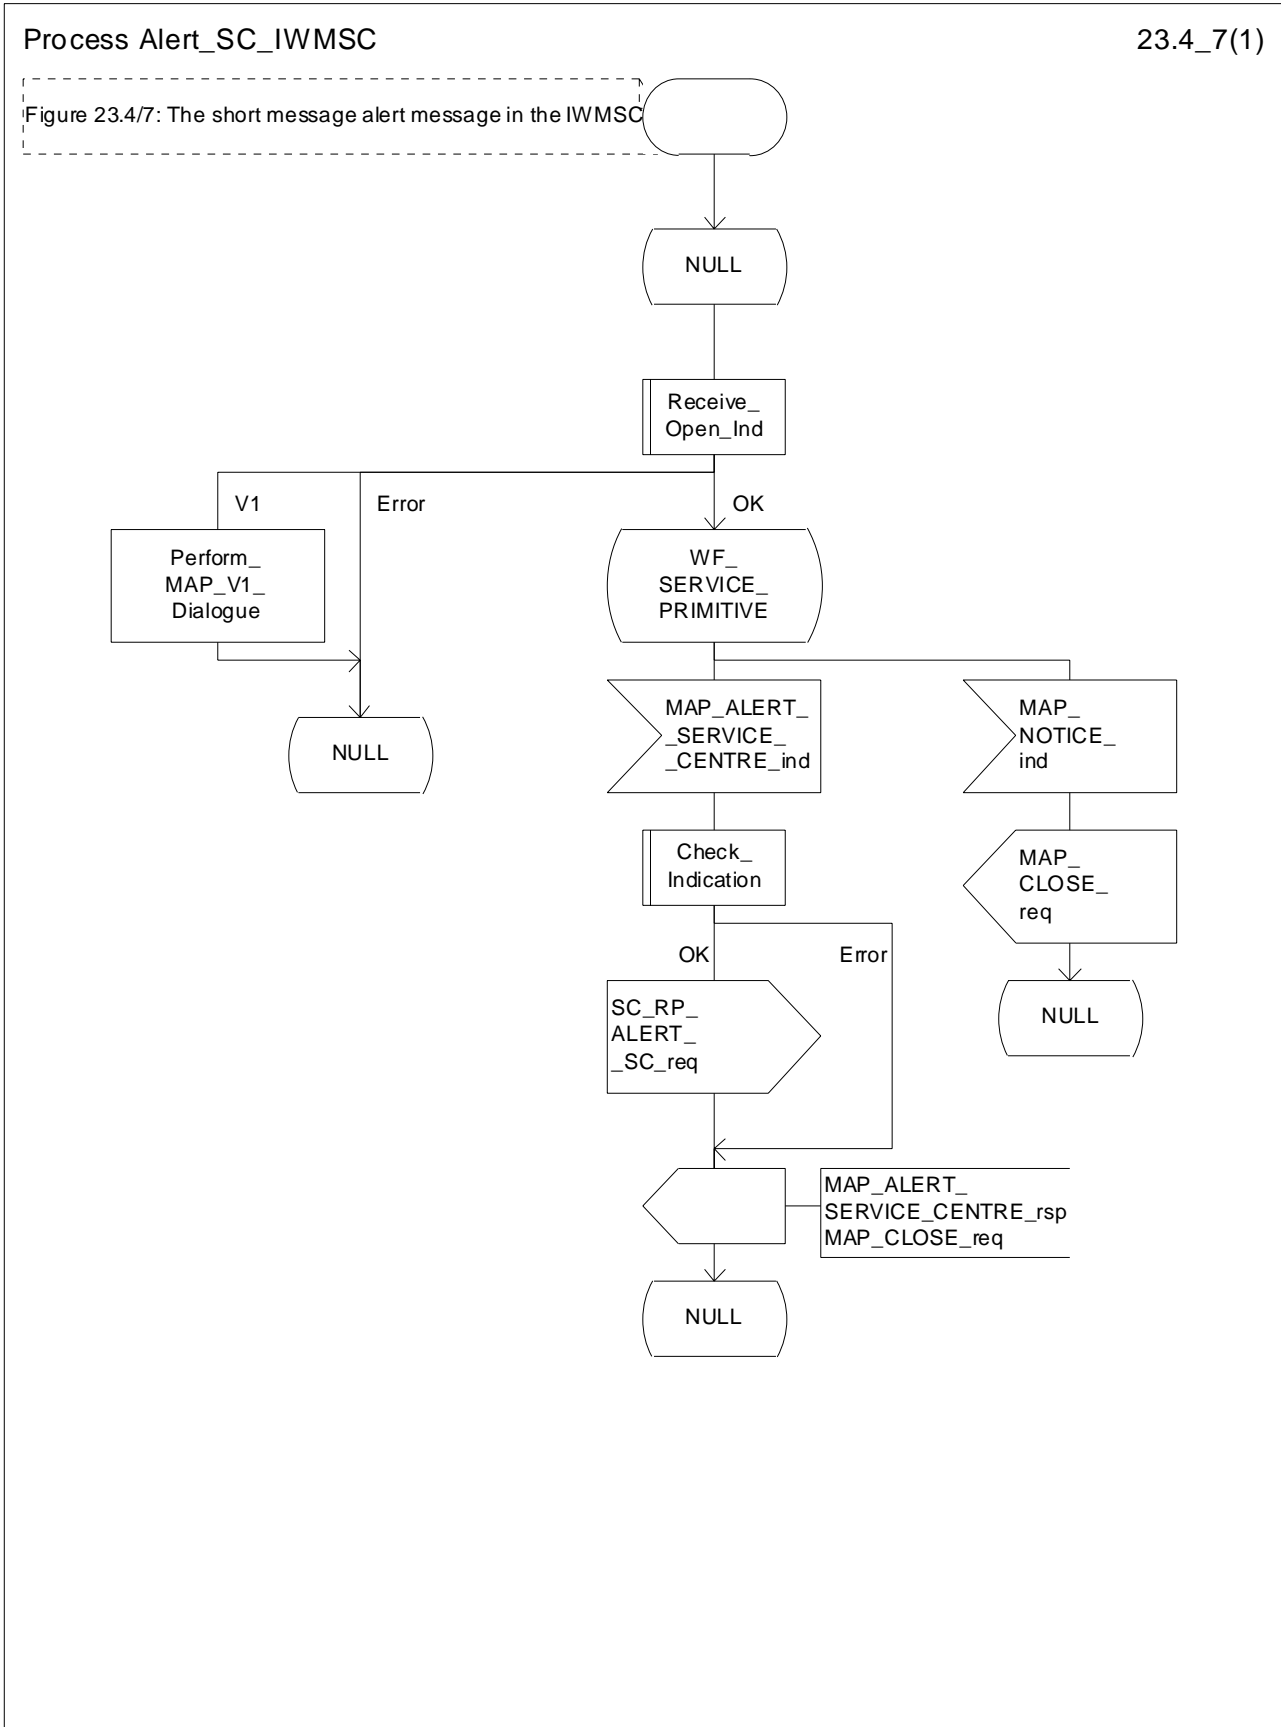 Process Alert_SC_IWMSC
23.4_7(1)
Figure 23.4/7: The short message alert message in the IWMSC
NULL
Receive_
Open_Ind
V1
Error
OK
Perform_
MAP_V1_
Dialogue
WF_
SERVICE_
PRIMITIVE
NULL
MAP_ALERT_
_SERVICE_
_CENTRE_ind
MAP_
NOTICE_
ind
Check_
Indication
MAP_
CLOSE_
req
OK
Error
SC_RP_
ALERT_
_SC_req
NULL
MAP_ALERT_
SERVICE_CENTRE_rsp
MAP_CLOSE_req
NULL